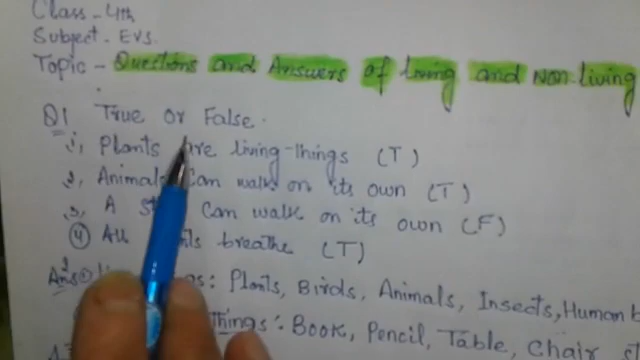 Class - 4th
Subject - EVS
Topic - Questions and Answers of living and Non-living
Q1 True or False.
1, Plants are living-things (T)
2, Animals Can walk on its own (T)
3, A Can walk on its own (F)
4 All breathe (T)
Ans 2 : Plants, Birds, Animals, Insects, Human
Things : Book, Pencil, Table, Chair